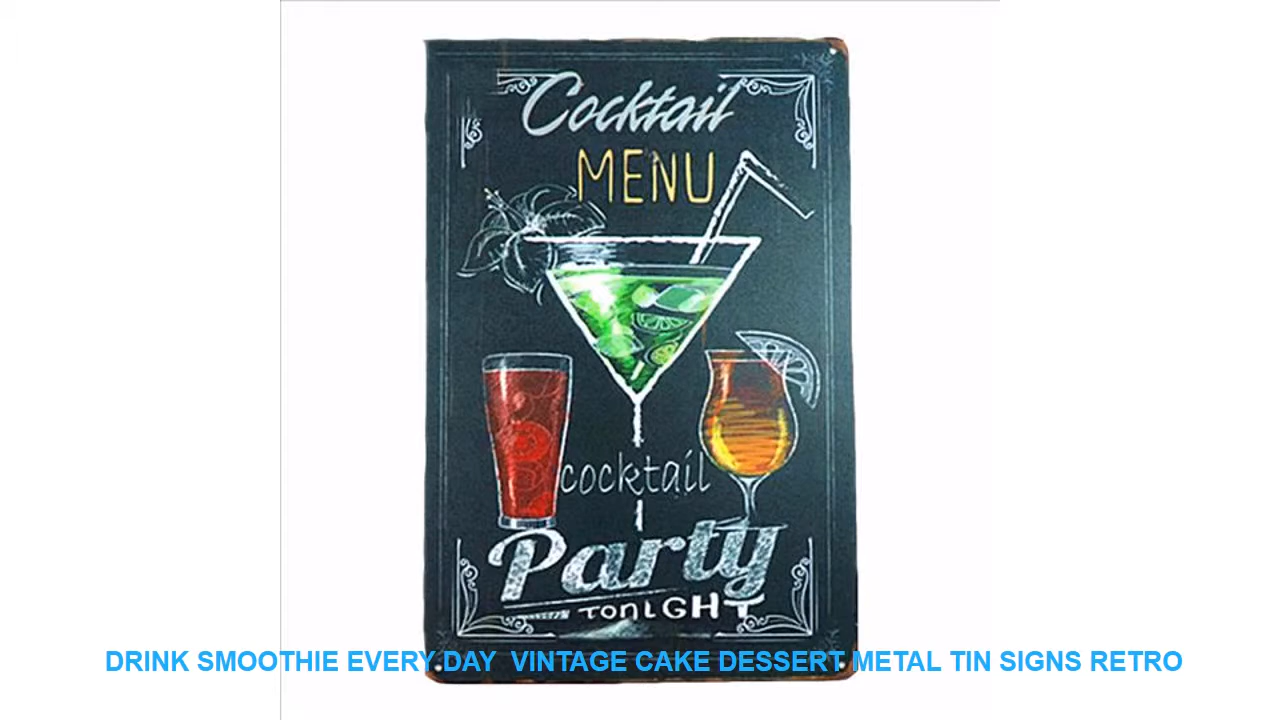 Cocktail
MENU
cocktail
Party
TONIGHT
DRINK SMOOTHIE EVERY DAY  VINTAGE CAKE DESSERT METAL TIN SIGNS RETRO